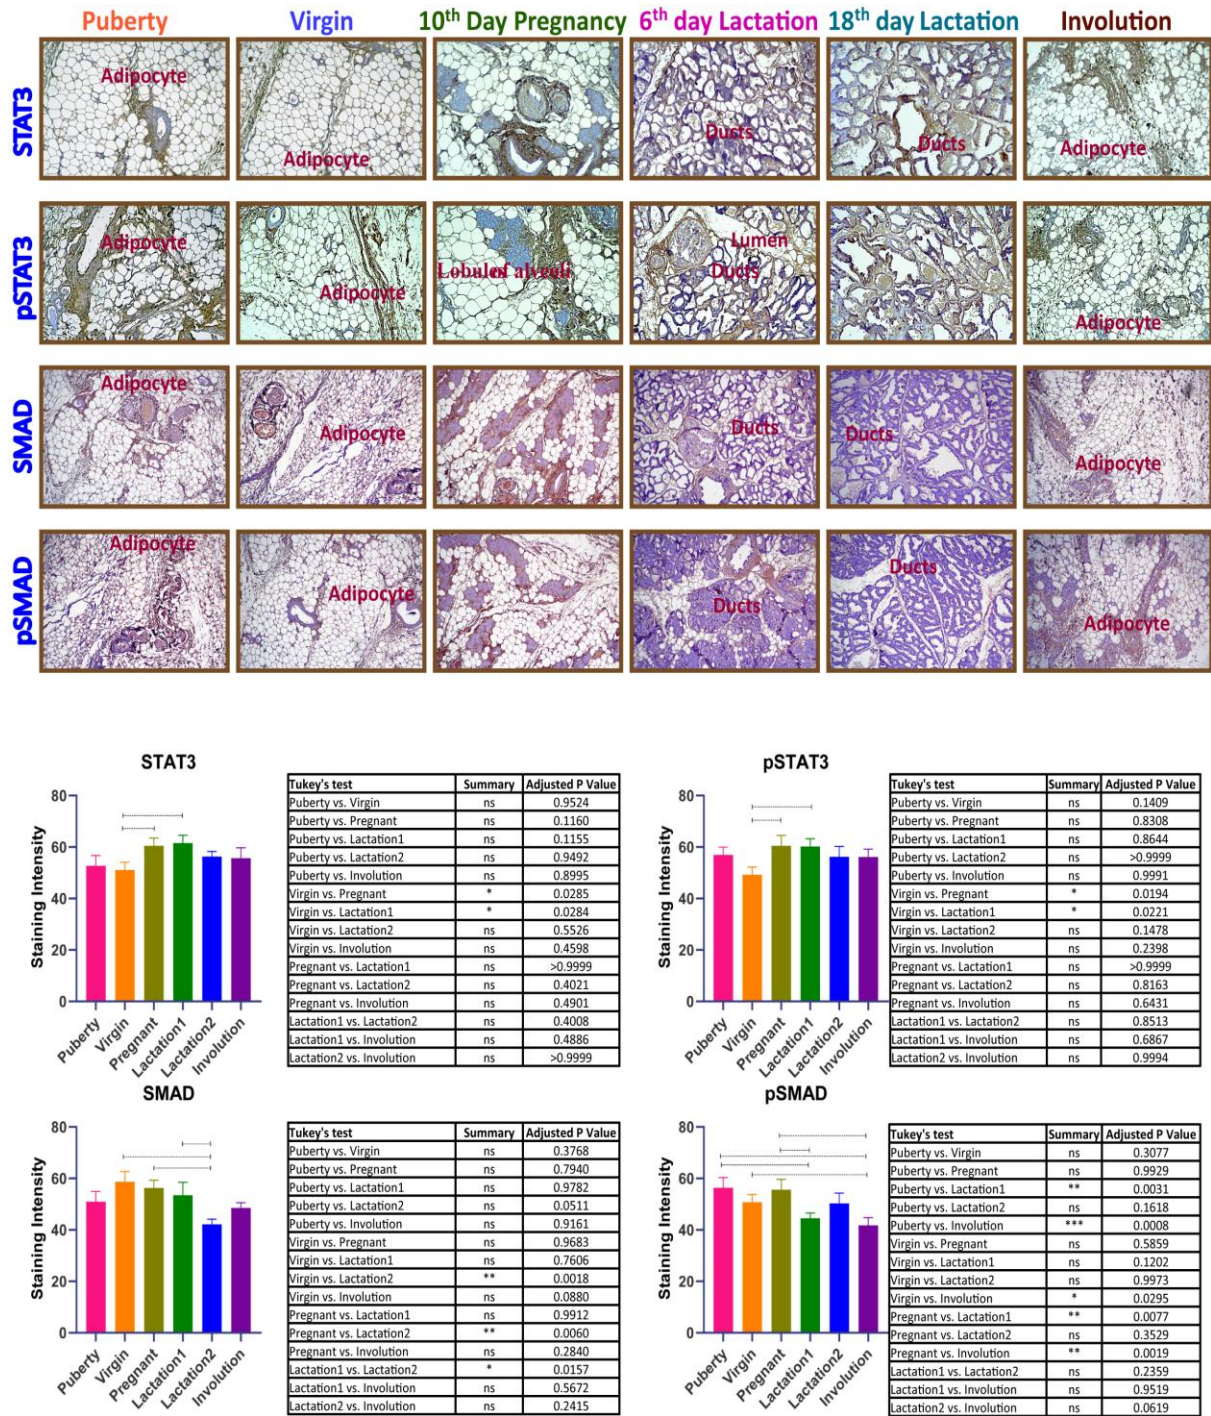 Puberty Virgin 10th Day Pregnancy 6th day Lactation 18th day Lactation Involution
STAT3
Adipocyte
Adipocyte
Ducts
Ducts
Adipocyte
pSTAT3
Adipocyte
Adipocyte
Lobules of alveoli
Lumen
Ducts
Adipocyte
SMAD
Adipocyte
Adipocyte
Ducts
Ducts
Adipocyte
pSMAD
Adipocyte
Adipocyte
Ducts
Ducts
Adipocyte
STAT3
Staining Intensity
80
60
40
20
0
Puberty
Virgin
Pregnant
Lactation1
Lactation2
Involution
Tukey's test Summary Adjusted P Value
Puberty vs. Virgin ns 0.9524
Puberty vs. Pregnant ns 0.1160
Puberty vs. Lactation1 ns 0.1155
Puberty vs. Lactation2 ns 0.9492
Puberty vs. Involution ns 0.8995
Virgin vs. Pregnant * 0.0285
Virgin vs. Lactation1 * 0.0284
Virgin vs. Lactation2 ns 0.5526
Virgin vs. Involution ns 0.4598
Pregnant vs. Lactation1 ns >0.9999
Pregnant vs. Lactation2 ns 0.4021
Pregnant vs. Involution ns 0.4901
Lactation1 vs. Lactation2 ns 0.4008
Lactation1 vs. Involution ns 0.4886
Lactation2 vs. Involution ns >0.9999
pSTAT3
Staining Intensity
80
60
40
20
0
Puberty
Virgin
Pregnant
Lactation1
Lactation2
Involution
Tukey's test Summary Adjusted P Value
Puberty vs. Virgin ns 0.1409
Puberty vs. Pregnant ns 0.8308
Puberty vs. Lactation1 ns 0.8644
Puberty vs. Lactation2 ns >0.9999
Puberty vs. Involution ns 0.9991
Virgin vs. Pregnant * 0.0194
Virgin vs. Lactation1 * 0.0221
Virgin vs. Lactation2 ns 0.1478
Virgin vs. Involution ns 0.2398
Pregnant vs. Lactation1 ns >0.9999
Pregnant vs. Lactation2 ns 0.8163
Pregnant vs. Involution ns 0.6431
Lactation1 vs. Lactation2 ns 0.8513
Lactation1 vs. Involution ns 0.6867
Lactation2 vs. Involution ns 0.9994
SMAD
Staining Intensity
80
60
40
20
0
Puberty
Virgin
Pregnant
Lactation1
Lactation2
Involution
Tukey's test Summary Adjusted P Value
Puberty vs. Virgin ns 0.3768
Puberty vs. Pregnant ns 0.7940
Puberty vs. Lactation1 ns 0.9782
Puberty vs. Lactation2 ns 0.0511
Puberty vs. Involution ns 0.9161
Virgin vs. Pregnant ns 0.9683
Virgin vs. Lactation1 ns 0.7606
Virgin vs. Lactation2 ** 0.0018
Virgin vs. Involution ns 0.0880
Pregnant vs. Lactation1 ns 0.9912
Pregnant vs. Lactation2 ** 0.0060
Pregnant vs. Involution ns 0.2840
Lactation1 vs. Lactation2 * 0.0157
Lactation1 vs. Involution ns 0.5672
Lactation2 vs. Involution ns 0.2415
pSMAD
Staining Intensity
80
60
40
20
0
Puberty
Virgin
Pregnant
Lactation1
Lactation2
Involution
Tukey's test Summary Adjusted P Value
Puberty vs. Virgin ns 0.3077
Puberty vs. Pregnant ns 0.9929
Puberty vs. Lactation1 ** 0.0031
Puberty vs. Lactation2 ns 0.1618
Puberty vs. Involution *** 0.0008
Virgin vs. Pregnant ns 0.5859
Virgin vs. Lactation1 ns 0.1202
Virgin vs. Lactation2 ns 0.9973
Virgin vs. Involution * 0.0295
Pregnant vs. Lactation1 ** 0.0077
Pregnant vs. Lactation2 ns 0.3529
Pregnant vs. Involution ** 0.0019
Lactation1 vs. Lactation2 ns 0.2359
Lactation1 vs. Involution ns 0.9519
Lactation2 vs. Involution ns 0.0619